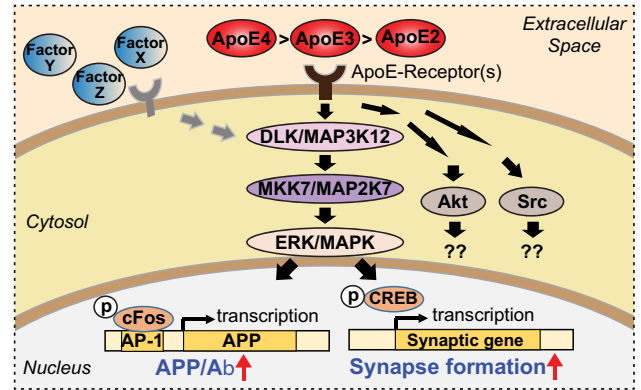 Factor
Y
Factor
X
Factor
Z
ApoE4 > ApoE3 > ApoE2
Extracellular
Space
ApoE-Receptor(s)
DLK/MAP3K12
MKK7/MAP2K7
Akt
Src
Cytosol
ERK/MAPK
??
??
p
cFos
transcription
AP-1
APP
APP/Ab
p
CREB
transcription
Synaptic gene
Synapse formation
Nucleus